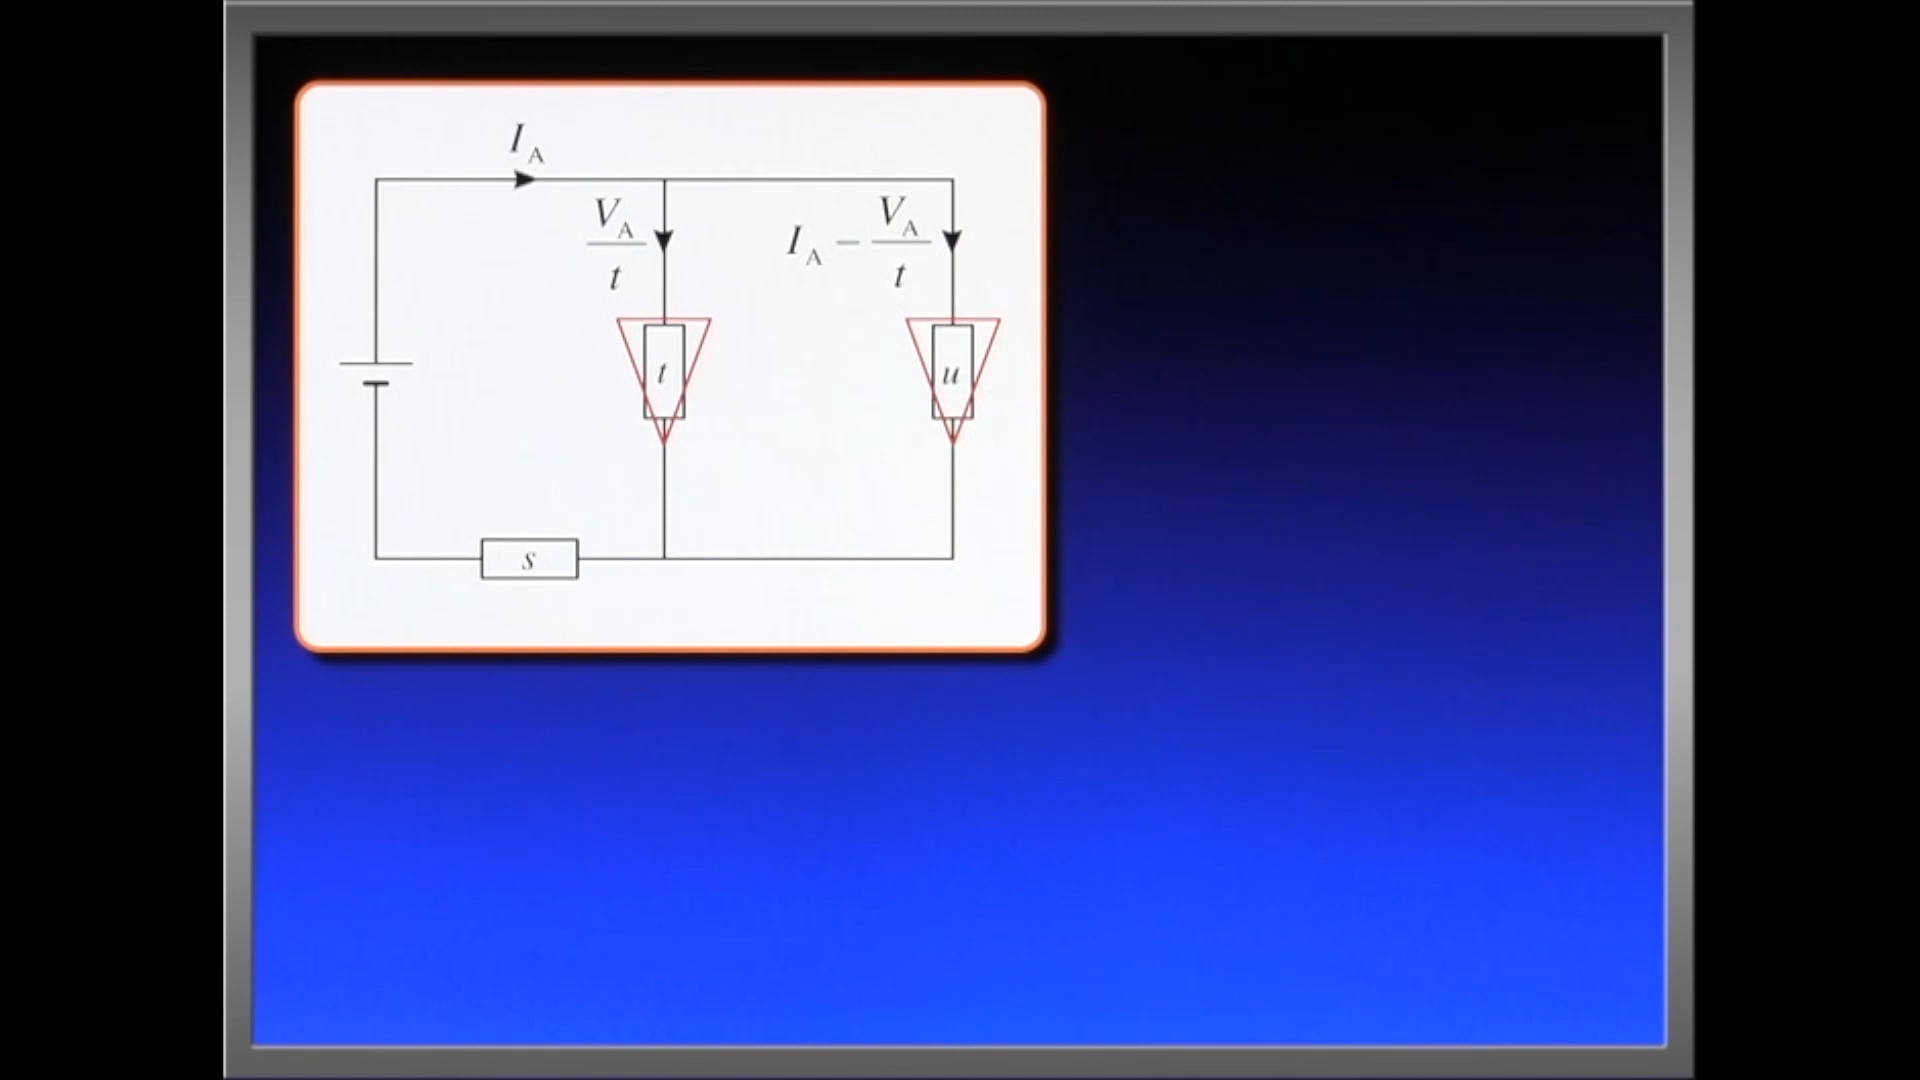 I_A
V_A/t
I_A − V_A/t
t
u
s